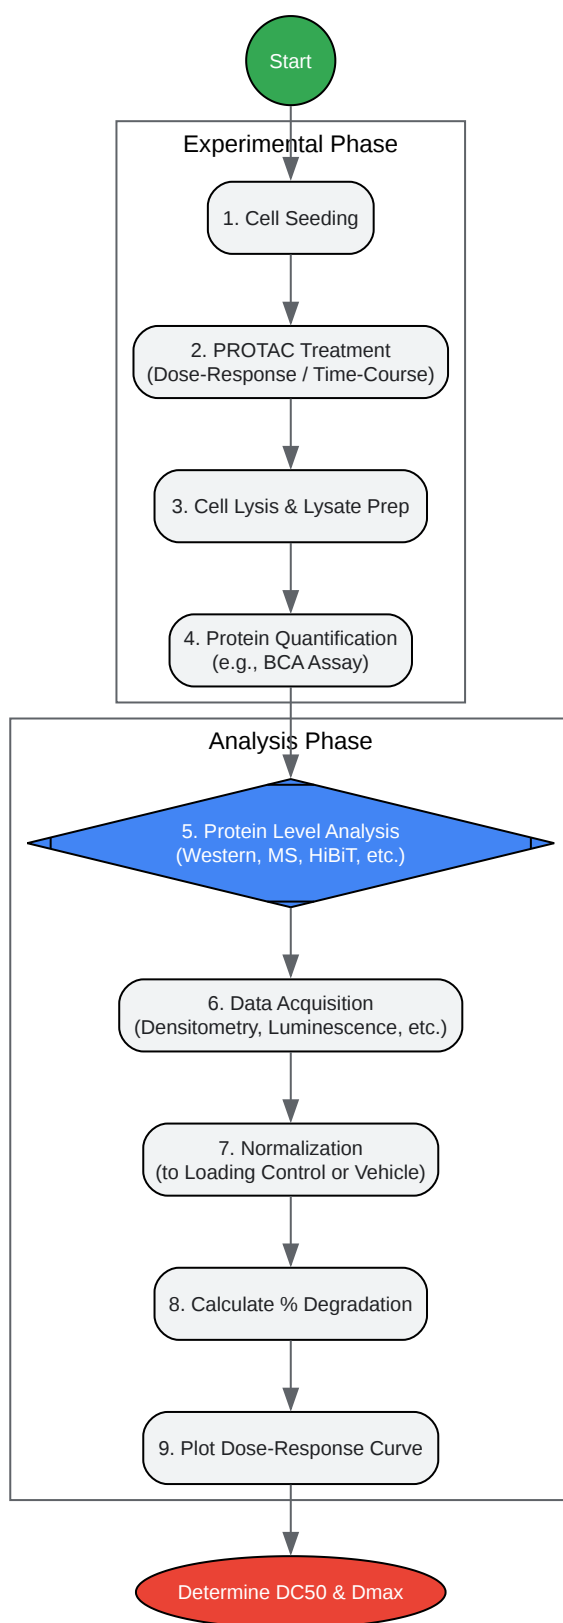 Start
Experimental Phase
1. Cell Seeding
2. PROTAC Treatment
(Dose-Response / Time-Course)
3. Cell Lysis & Lysate Prep
4. Protein Quantification
(e.g., BCA Assay)
Analysis Phase
5. Protein Level Analysis
(Western, MS, HiBiT, etc.)
6. Data Acquisition
(Densitometry, Luminescence, etc.)
7. Normalization
(to Loading Control or Vehicle)
8. Calculate % Degradation
9. Plot Dose-Response Curve
Determine DC50 & Dmax